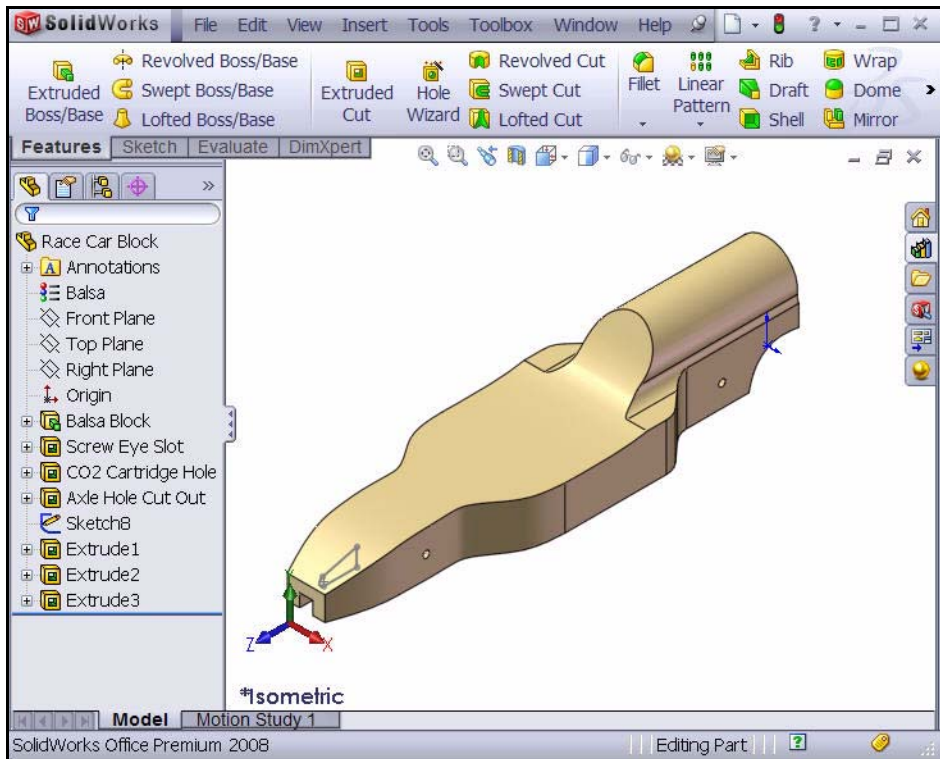 SolidWorks File Edit View Insert Tools Toolbox Window Help ?
Extruded Boss/Base
Revolved Boss/Base
Swept Boss/Base
Lofted Boss/Base
Extruded Cut
Hole Wizard
Revolved Cut
Swept Cut
Lofted Cut
Fillet
Linear Pattern
Rib
Draft
Shell
Wrap
Dome
Mirror
Features Sketch Evaluate DimXpert
Race Car Block
A Annotations
Balsa
Front Plane
Top Plane
Right Plane
Origin
Balsa Block
Screw Eye Slot
CO2 Cartridge Hole
Axle Hole Cut Out
Sketch8
Extrude1
Extrude2
Extrude3
Y
Z X
*Isometric
Model Motion Study 1
SolidWorks Office Premium 2008 Editing Part ?